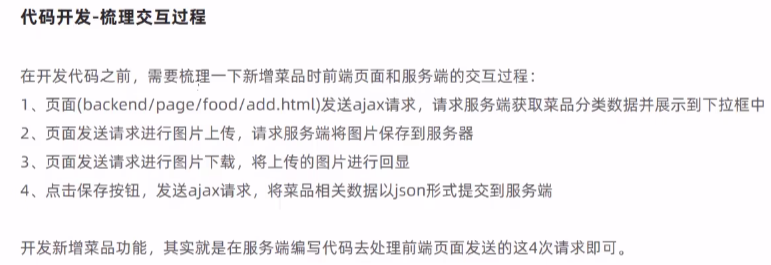 代码开发-梳理交互过程
在开发代码之前，需要梳理一下新增菜品时前端页面和服务端的交互过程：
1、页面(backend/page/food/add.html)发送ajax请求，请求服务端获取菜品分类数据并展示到下拉框中
2、页面发送请求进行图片上传，请求服务端将图片保存到服务器
3、页面发送请求进行图片下载，将上传的图片进行回显
4、点击保存按钮，发送ajax请求，将菜品相关数据以json形式提交到服务端
开发新增菜品功能，其实就是在服务端编写代码去处理前端页面发送的这4次请求即可。